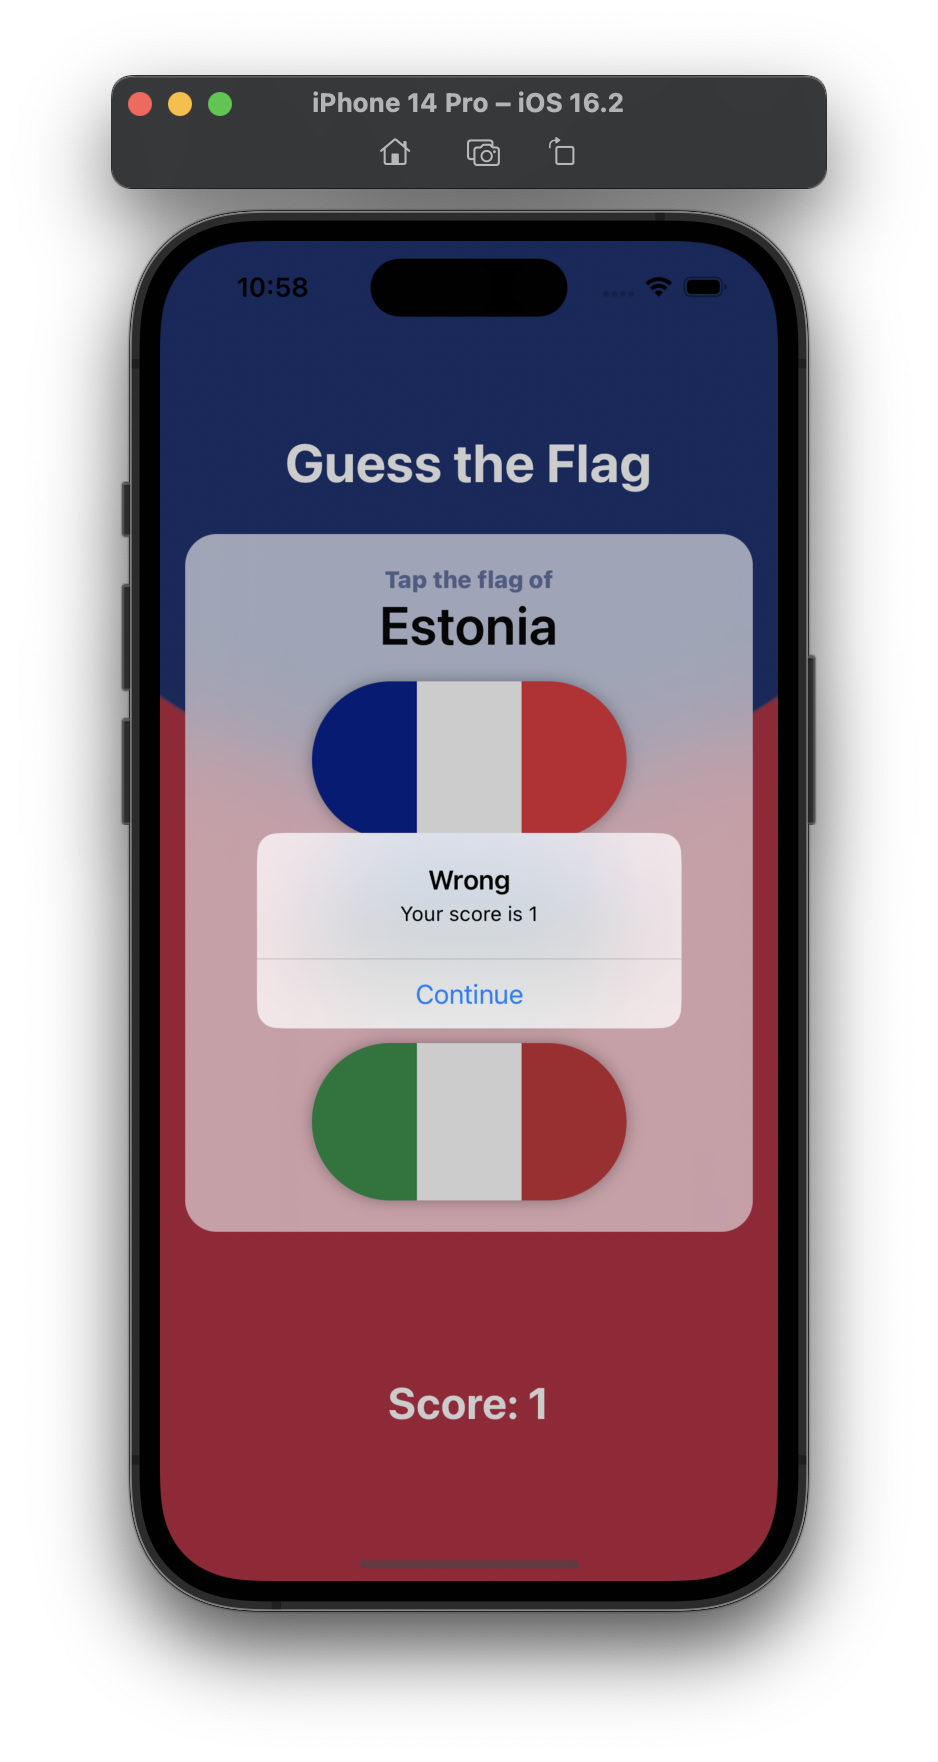 iPhone 14 Pro – iOS 16.2
10:58
Guess the Flag
Tap the flag of
Estonia
Wrong
Your score is 1
Continue
Score: 1